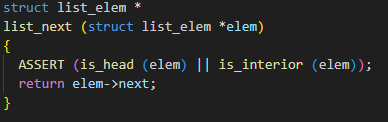 struct list_elem *
list_next (struct list_elem *elem)
{
  ASSERT (is_head (elem) || is_interior (elem));
  return elem->next;
}